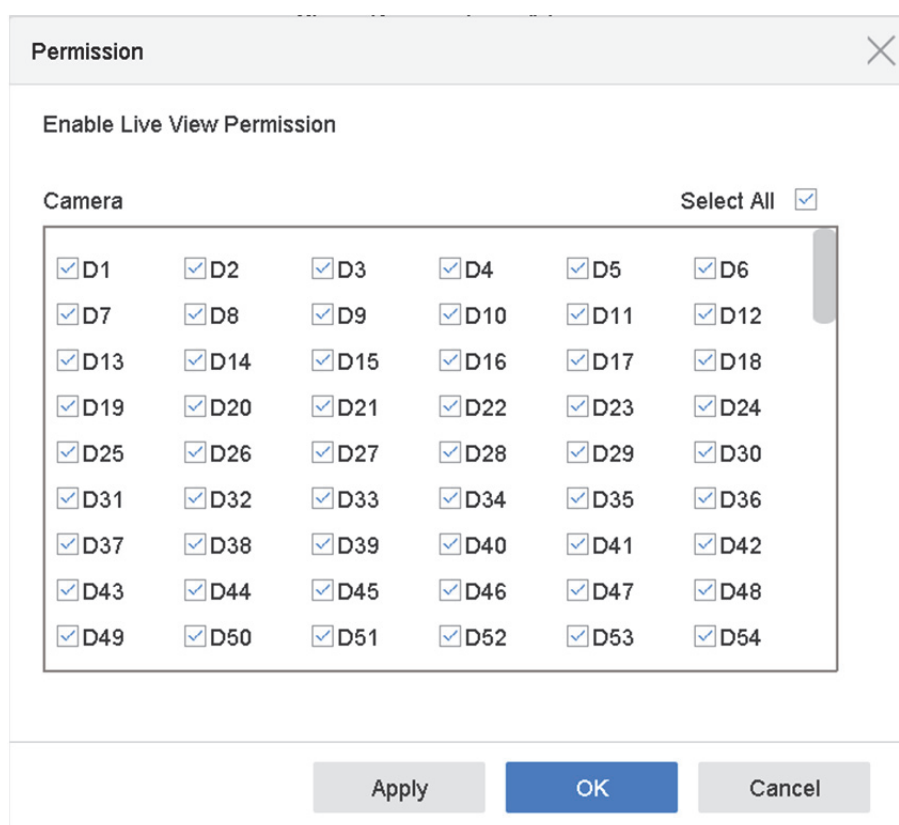 Permission
Enable Live View Permission
Camera Select All
D1 D2 D3 D4 D5 D6
D7 D8 D9 D10 D11 D12
D13 D14 D15 D16 D17 D18
D19 D20 D21 D22 D23 D24
D25 D26 D27 D28 D29 D30
D31 D32 D33 D34 D35 D36
D37 D38 D39 D40 D41 D42
D43 D44 D45 D46 D47 D48
D49 D50 D51 D52 D53 D54
Apply OK Cancel